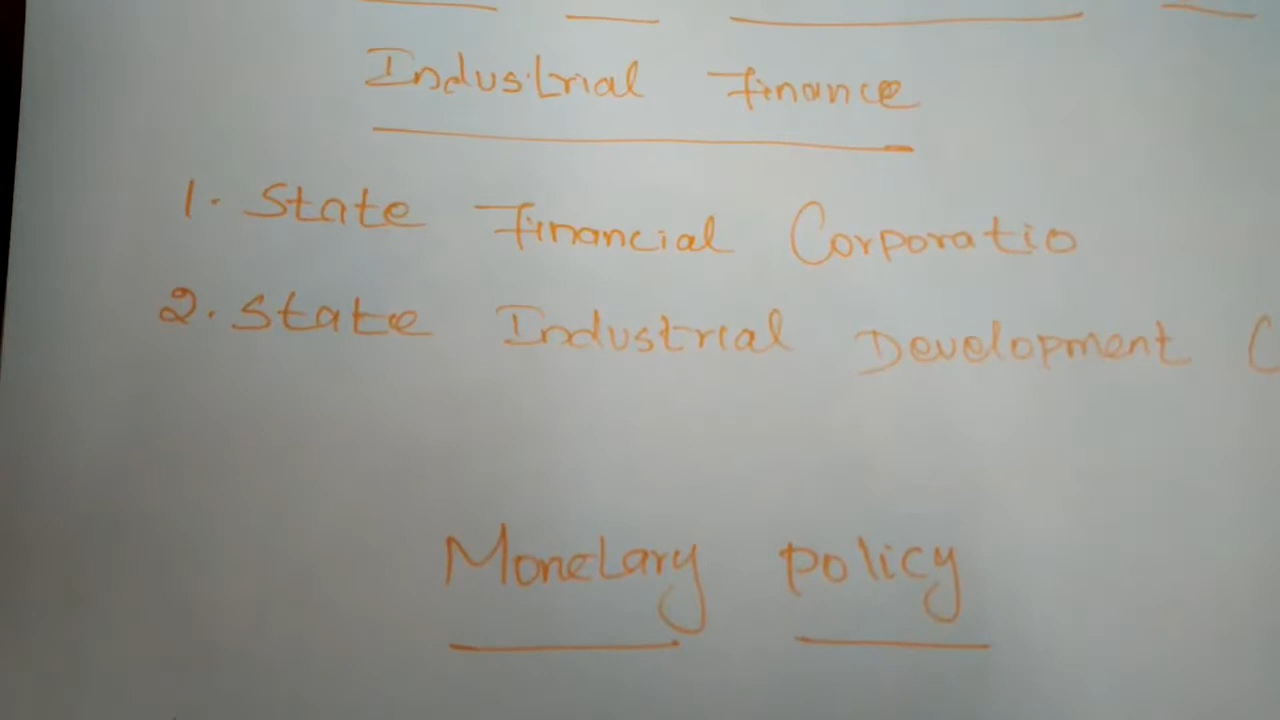 Industrial Finance
1. State Financial Corporatio
2. State Industrial Development C
Monetary policy